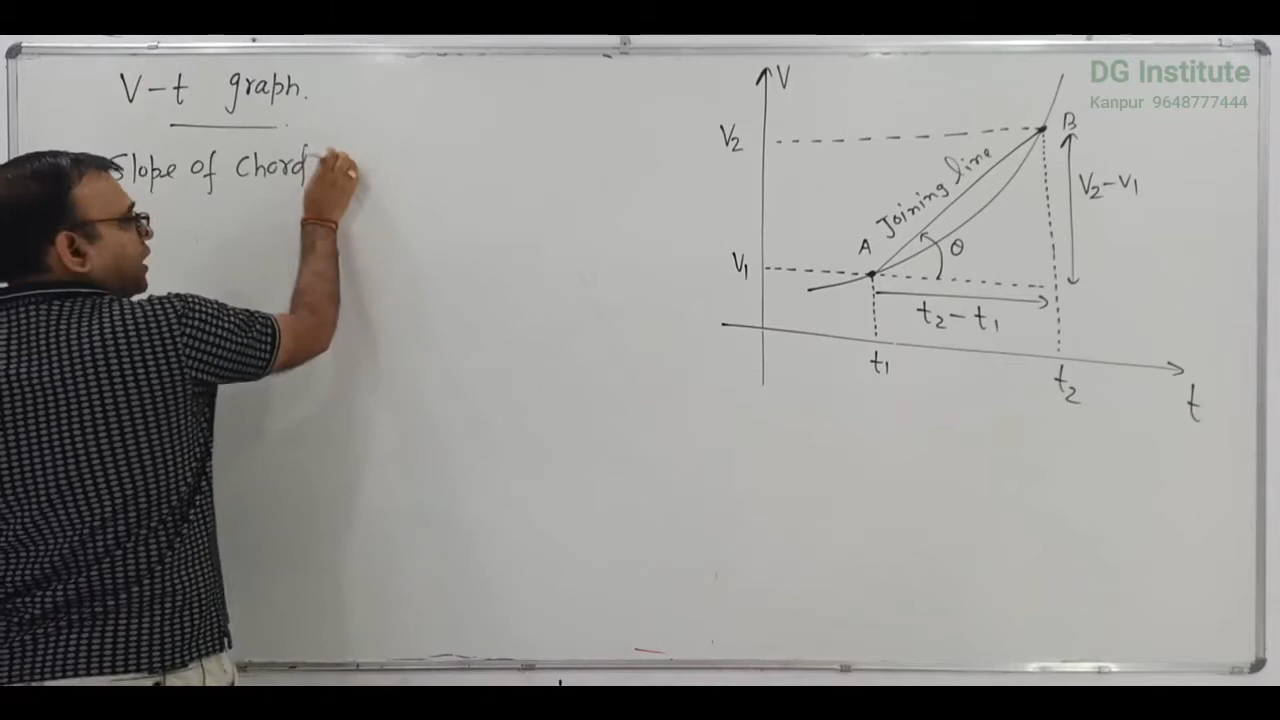 V-t graph.
Slope of Chord
V
DG Institute
Kanpur 9648777444
V2
B
Joining line
V2-V1
A
θ
V1
t2-t1
t1
t2
t